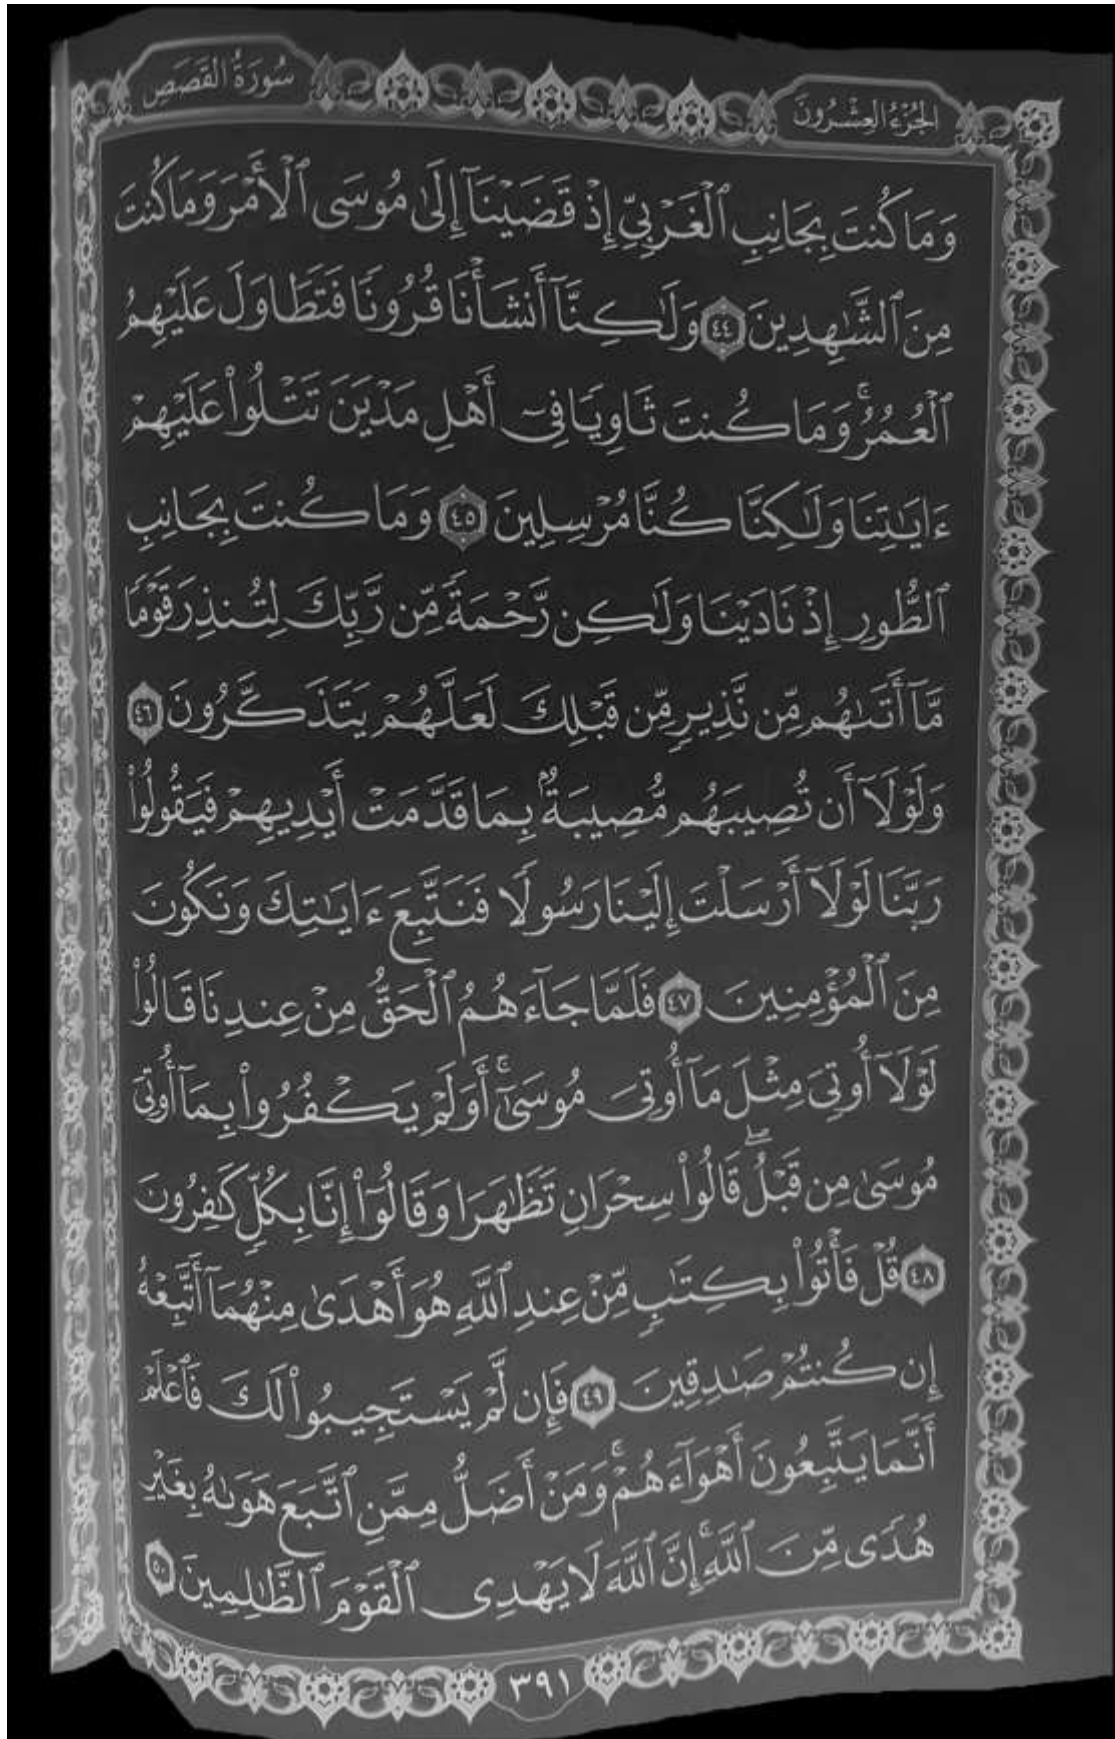 الجُزْءُ العِشْرُونَ
سُورَةُ القَصَصِ
وَمَا كُنتَ بِجَانِبِ ٱلْغَرْبِيِّ إِذْ قَضَيْنَآ إِلَىٰ مُوسَى ٱلْأَمْرَ وَمَا كُنتَ
مِنَ ٱلشَّٰهِدِينَ ٤٤ وَلَٰكِنَّآ أَنشَأْنَا قُرُونًا فَتَطَاوَلَ عَلَيْهِمُ
ٱلْعُمُرُۚ وَمَا كُنتَ ثَاوِيًا فِىٓ أَهْلِ مَدْيَنَ تَتْلُوا۟ عَلَيْهِمْ
ءَايَٰتِنَا وَلَٰكِنَّا كُنَّا مُرْسِلِينَ ٤٥ وَمَا كُنتَ بِجَانِبِ
ٱلطُّورِ إِذْ نَادَيْنَا وَلَٰكِن رَّحْمَةً مِّن رَّبِّكَ لِتُنذِرَ قَوْمًا
مَّآ أَتَىٰهُم مِّن نَّذِيرٍ مِّن قَبْلِكَ لَعَلَّهُمْ يَتَذَكَّرُونَ ٤٦
وَلَوْلَآ أَن تُصِيبَهُم مُّصِيبَةٌۢ بِمَا قَدَّمَتْ أَيْدِيهِمْ فَيَقُولُوا۟
رَبَّنَا لَوْلَآ أَرْسَلْتَ إِلَيْنَا رَسُولًا فَنَتَّبِعَ ءَايَٰتِكَ وَنَكُونَ
مِنَ ٱلْمُؤْمِنِينَ ٤٧ فَلَمَّا جَآءَهُمُ ٱلْحَقُّ مِنْ عِندِنَا قَالُوا۟
لَوْلَآ أُوتِىَ مِثْلَ مَآ أُوتِىَ مُوسَىٰٓۚ أَوَلَمْ يَكْفُرُوا۟ بِمَآ أُوتِىَ
مُوسَىٰ مِن قَبْلُۖ قَالُوا۟ سِحْرَانِ تَظَٰهَرَا وَقَالُوٓا۟ إِنَّا بِكُلٍّ كَٰفِرُونَ
٤٨ قُلْ فَأْتُوا۟ بِكِتَٰبٍ مِّنْ عِندِ ٱللَّهِ هُوَ أَهْدَىٰ مِنْهُمَآ أَتَّبِعْهُ
إِن كُنتُمْ صَٰدِقِينَ ٤٩ فَإِن لَّمْ يَسْتَجِيبُوا۟ لَكَ فَٱعْلَمْ
أَنَّمَا يَتَّبِعُونَ أَهْوَآءَهُمْۚ وَمَنْ أَضَلُّ مِمَّنِ ٱتَّبَعَ هَوَىٰهُ بِغَيْرِ
هُدًى مِّنَ ٱللَّهِۚ إِنَّ ٱللَّهَ لَا يَهْدِى ٱلْقَوْمَ ٱلظَّٰلِمِينَ ٥٠
٣٩١